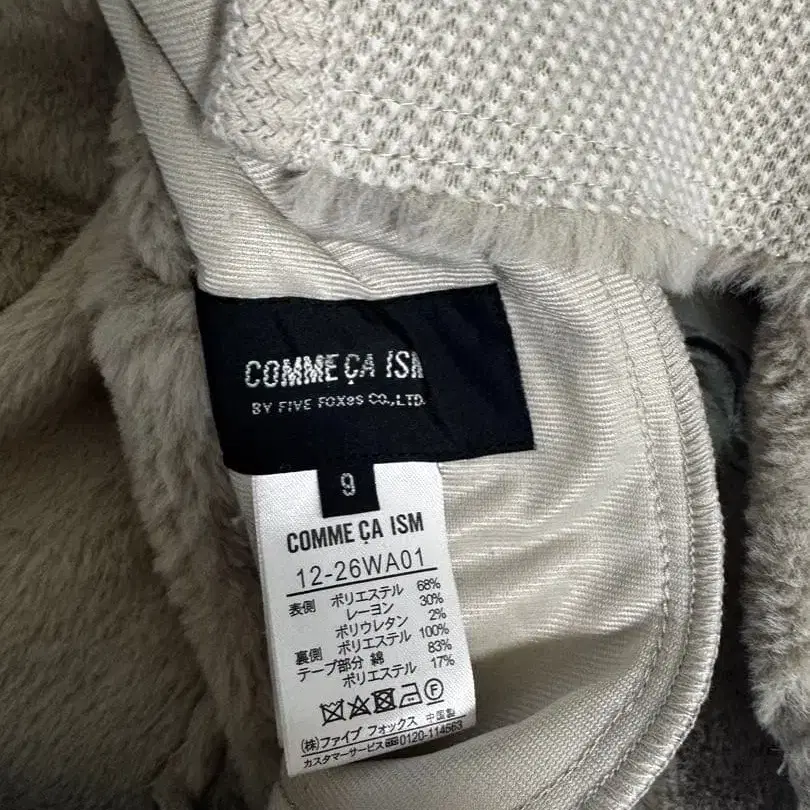 COMME ÇA ISM
BY FIVE FOXes CO.,LTD.
9
COMME ÇA ISM
12-26WA01
表側 ポリエステル 68%
レーヨン 30%
ポリウレタン 2%
裏側 ポリエステル 100%
テープ部分 綿 83%
ポリエステル 17%
(株)ファイブ フォックス 中国製
カスタマーサービス 0120-114563